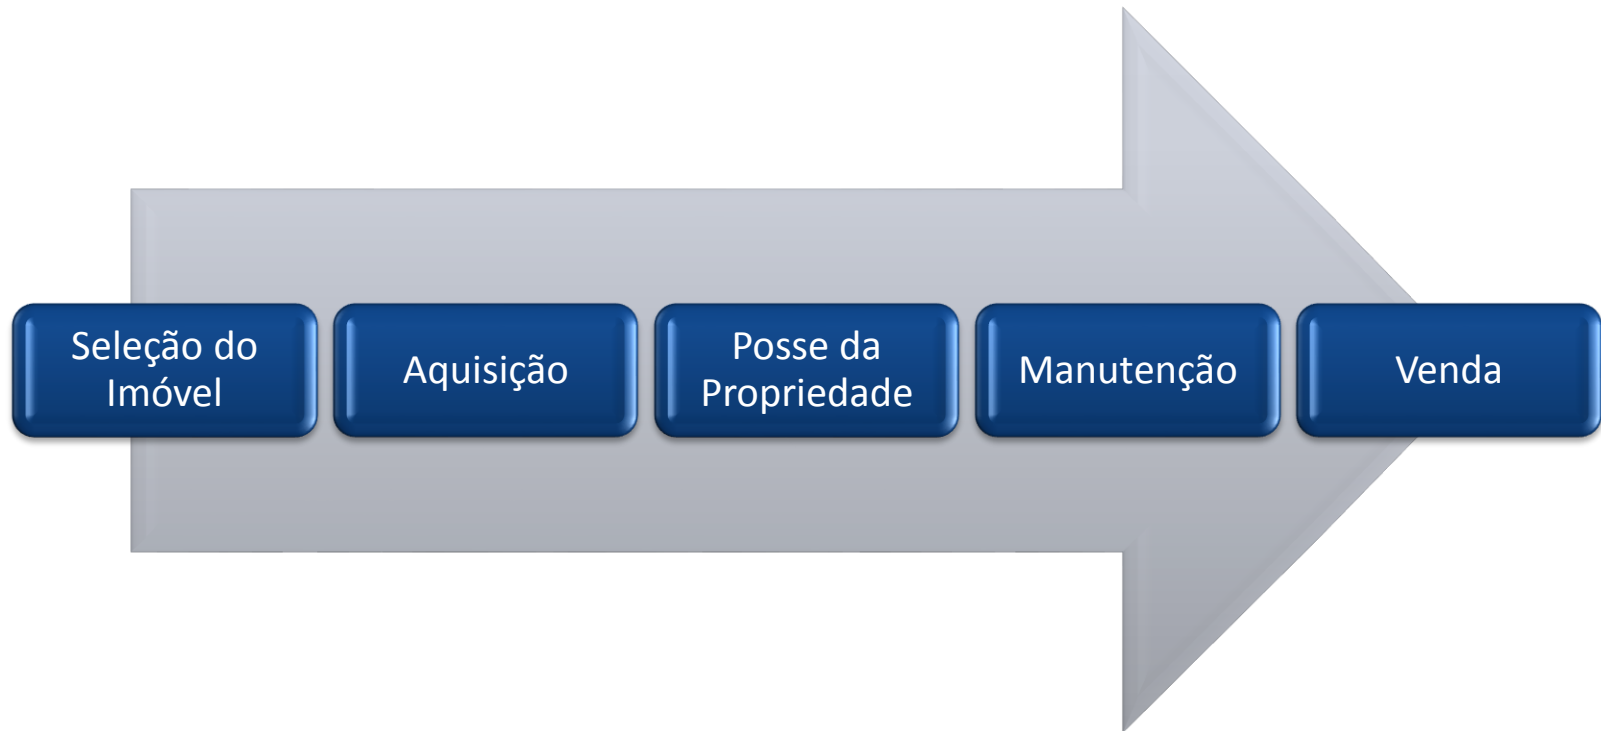 Seleção do
Imóvel
Aquisição
Posse da
Propriedade
Manutenção
Venda